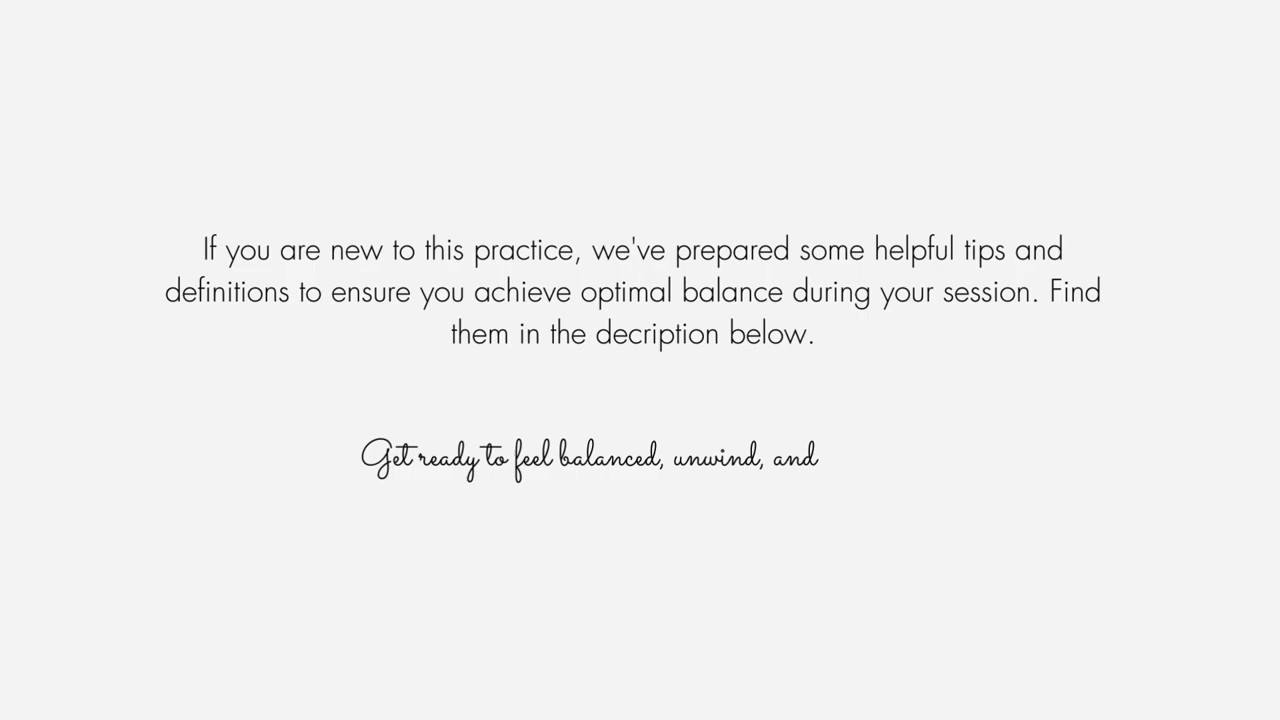 If you are new to this practice, we've prepared some helpful tips and
definitions to ensure you achieve optimal balance during your session. Find
them in the decription below.
Get ready to feel balanced, unwind, and